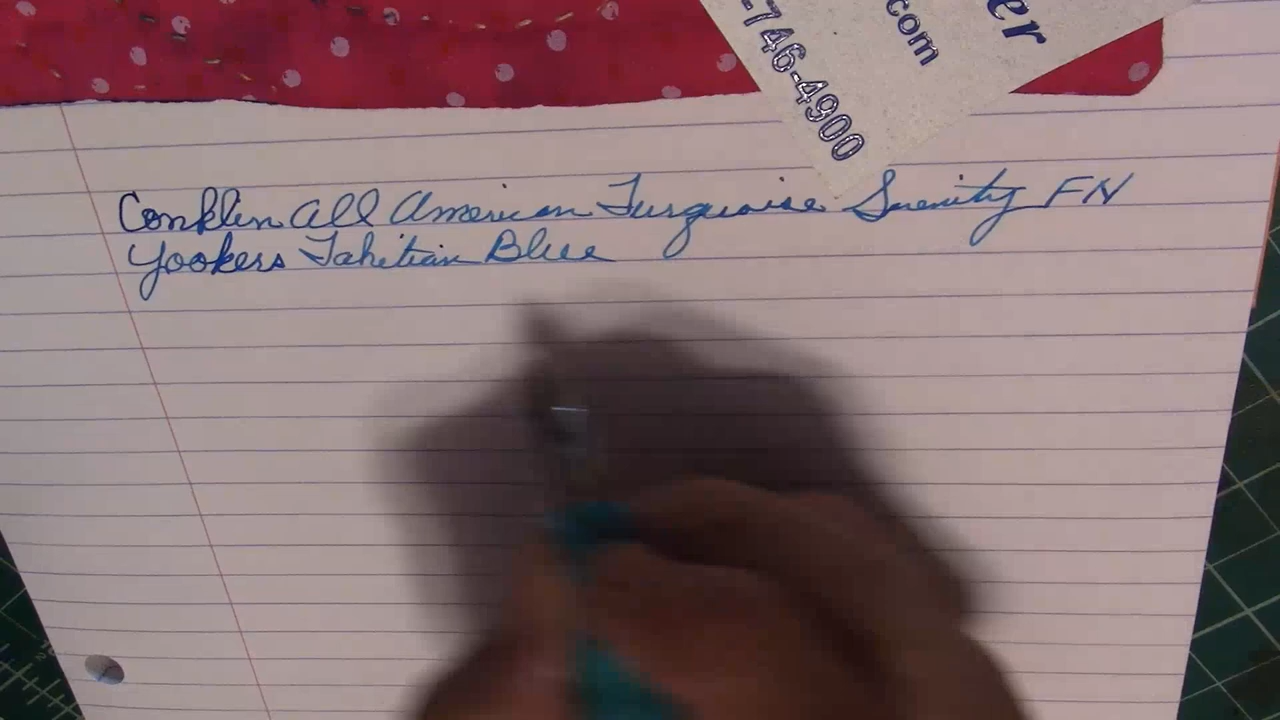 -746-4900
com
er
Conklin All American Turquoise Serenity FN
Yookers Tahitian Blue